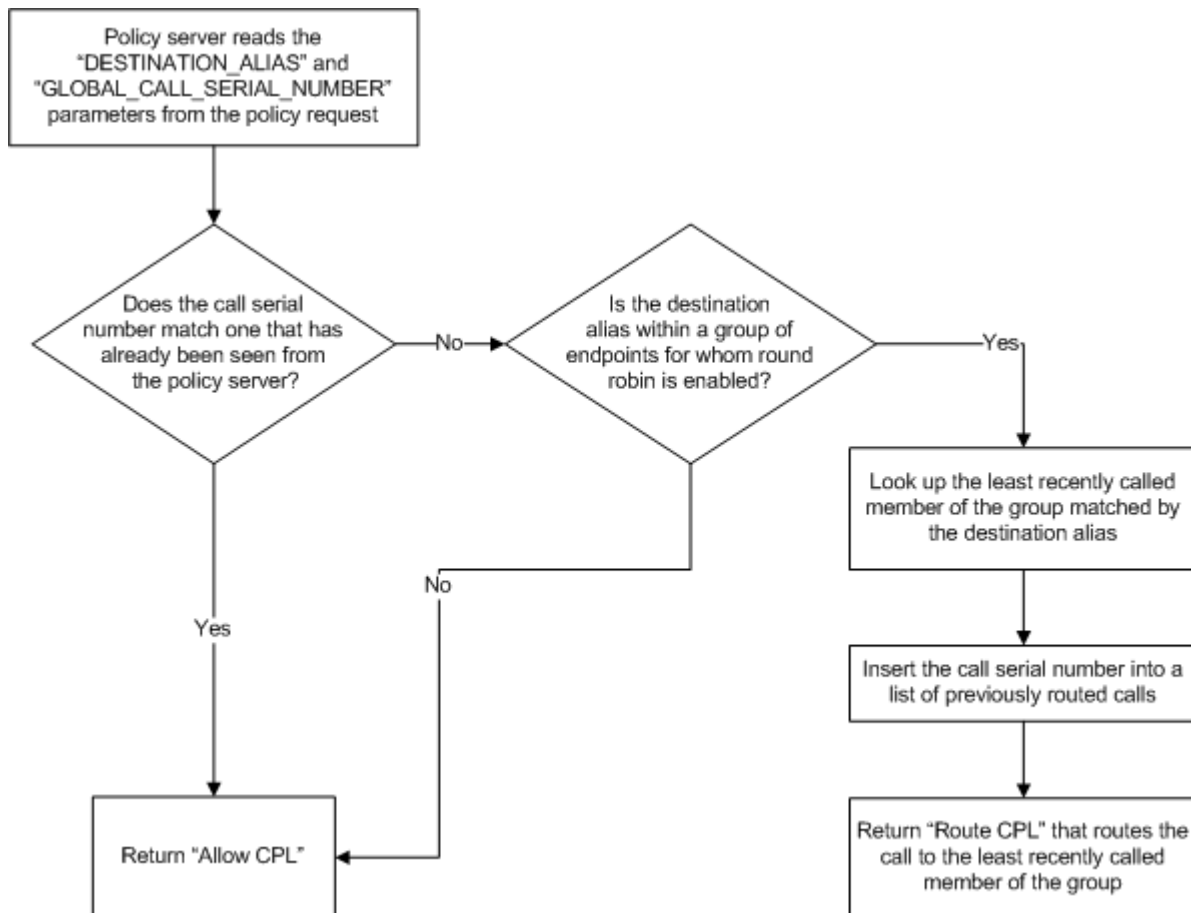 Policy server reads the
“DESTINATION_ALIAS” and
“GLOBAL_CALL_SERIAL_NUMBER”
parameters from the policy request
Does the call serial
number match one that has
already been seen from
the policy server?
No
Is the destination
alias within a group of
endpoints for whom round
robin is enabled?
Yes
Look up the least recently called
member of the group matched by
the destination alias
No
Yes
Insert the call serial number into a
list of previously routed calls
Return “Allow CPL”
Return “Route CPL” that routes the
call to the least recently called
member of the group